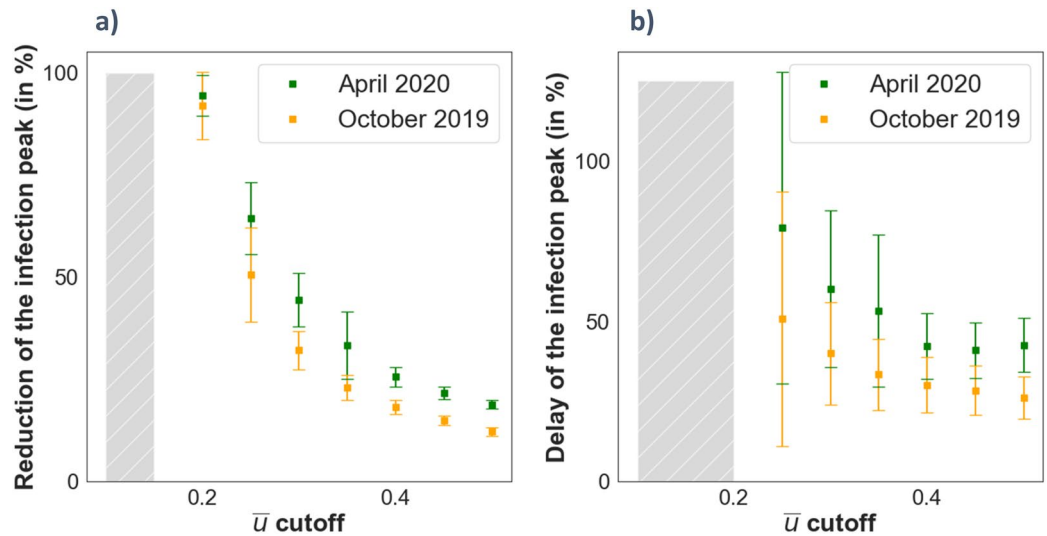 a)
Reduction of the infection peak (in %)
100
50
0
April 2020
October 2019
0.2
0.4
u̅ cutoff
b)
Delay of the infection peak (in %)
100
50
0
April 2020
October 2019
0.2
0.4
u̅ cutoff